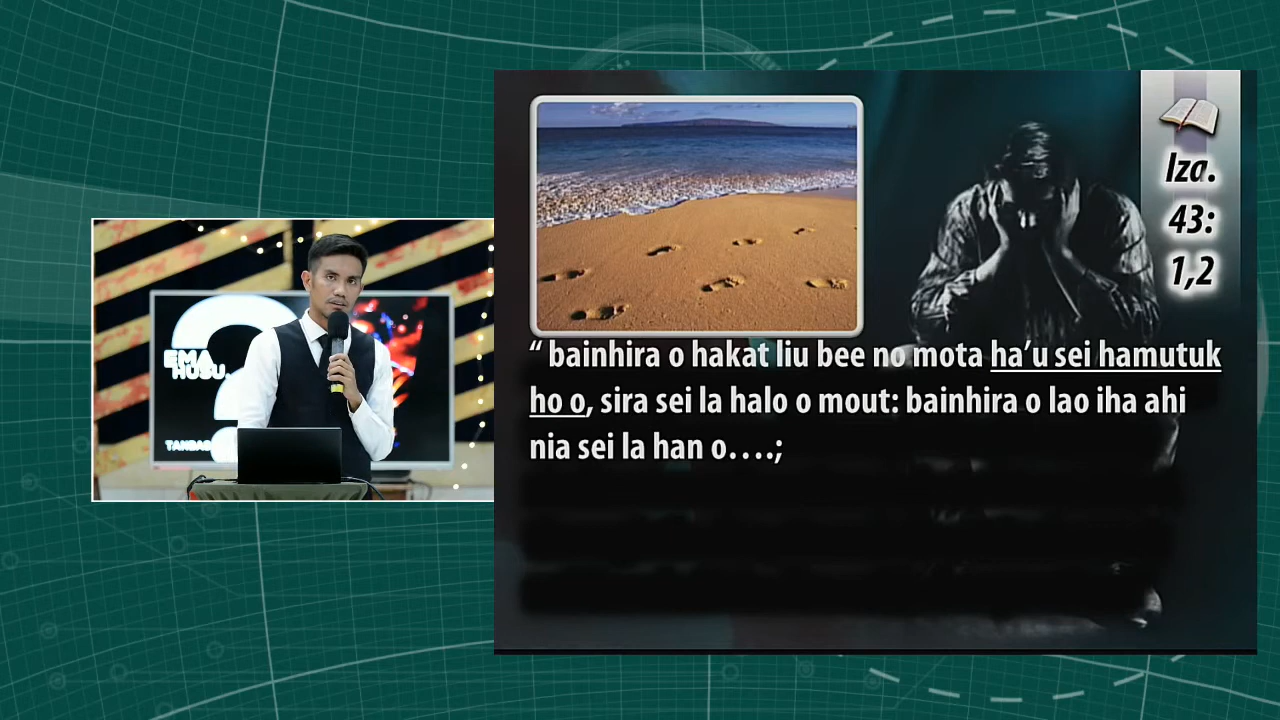 Iza.
43:
1,2
“ bainhira o hakat liu bee no mota ha’u sei hamutuk
ho o, sira sei la halo o mout: bainhira o lao iha ahi
nia sei la han o….;
EMA
HUSU